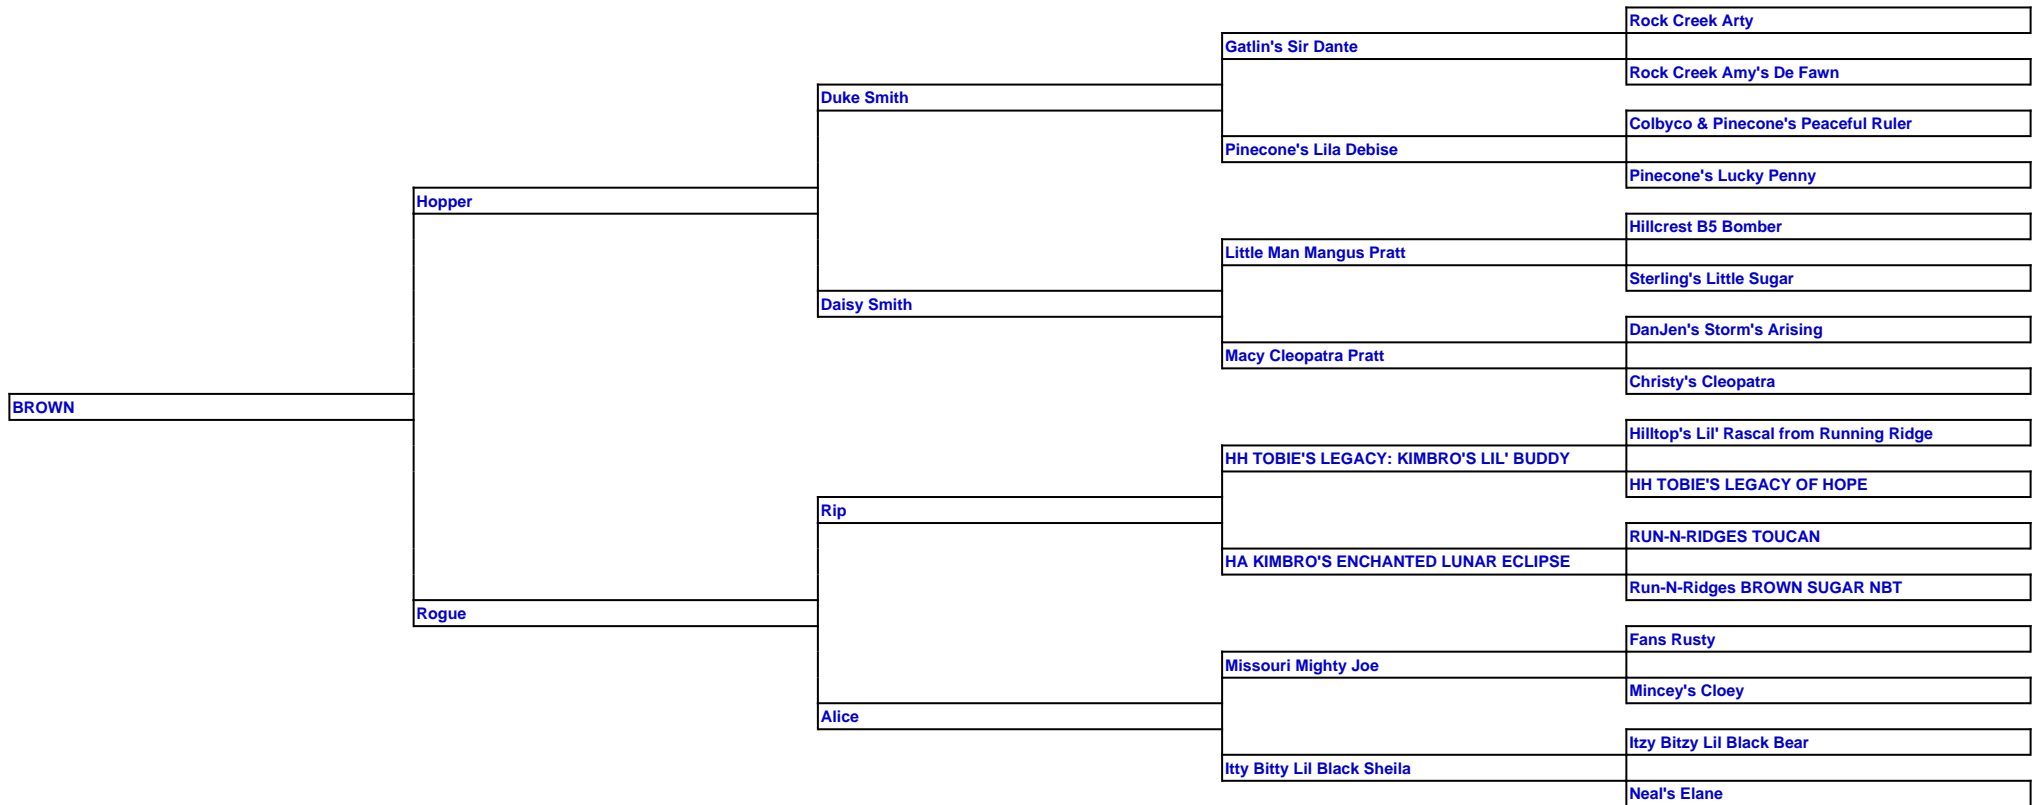 Rock Creek Arty
Gatlin's Sir Dante
Rock Creek Amy's De Fawn
Duke Smith
Colbyco & Pinecone's Peaceful Ruler
Pinecone's Lila Debise
Pinecone's Lucky Penny
Hopper
Hillcrest B5 Bomber
Little Man Mangus Pratt
Sterling's Little Sugar
Daisy Smith
DanJen's Storm's Arising
Macy Cleopatra Pratt
Christy's Cleopatra
BROWN
Hilltop's Lil' Rascal from Running Ridge
HH TOBIE'S LEGACY: KIMBRO'S LIL' BUDDY
HH TOBIE'S LEGACY OF HOPE
Rip
RUN-N-RIDGES TOUCAN
HA KIMBRO'S ENCHANTED LUNAR ECLIPSE
Run-N-Ridges BROWN SUGAR NBT
Rogue
Fans Rusty
Missouri Mighty Joe
Mincey's Cloey
Alice
Itzy Bitzy Lil Black Bear
Itty Bitty Lil Black Sheila
Neal's Elane